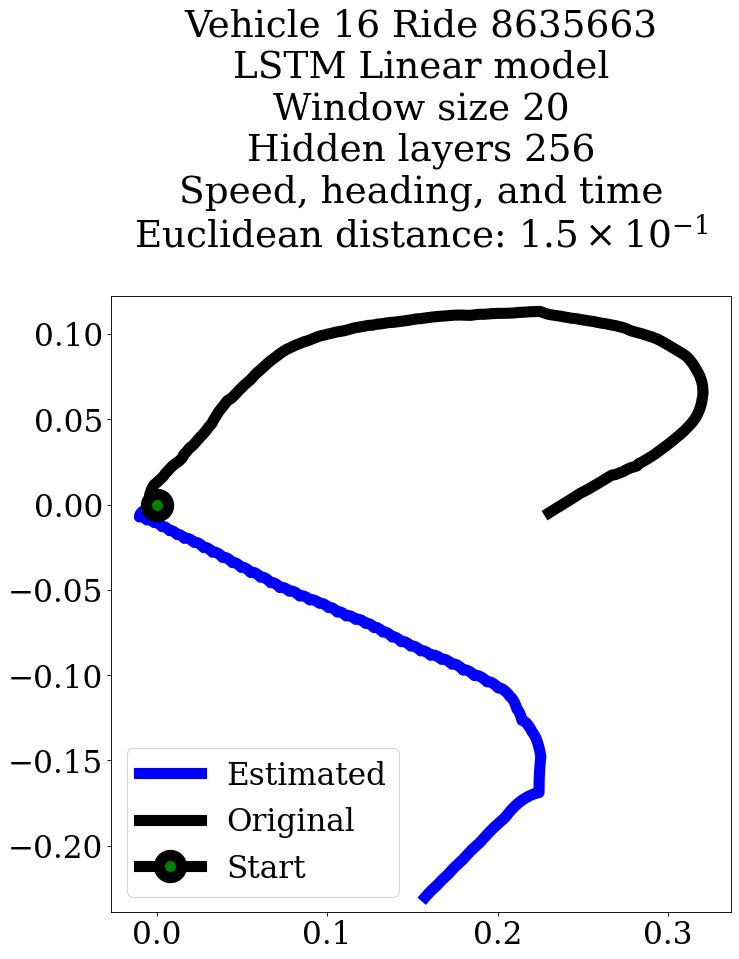 Vehicle 16 Ride 8635663
LSTM Linear model
Window size 20
Hidden layers 256
Speed, heading, and time
Euclidean distance: 1.5 × 10⁻¹
0.10
0.05
0.00
−0.05
−0.10
−0.15
−0.20
Estimated
Original
Start
0.0 0.1 0.2 0.3